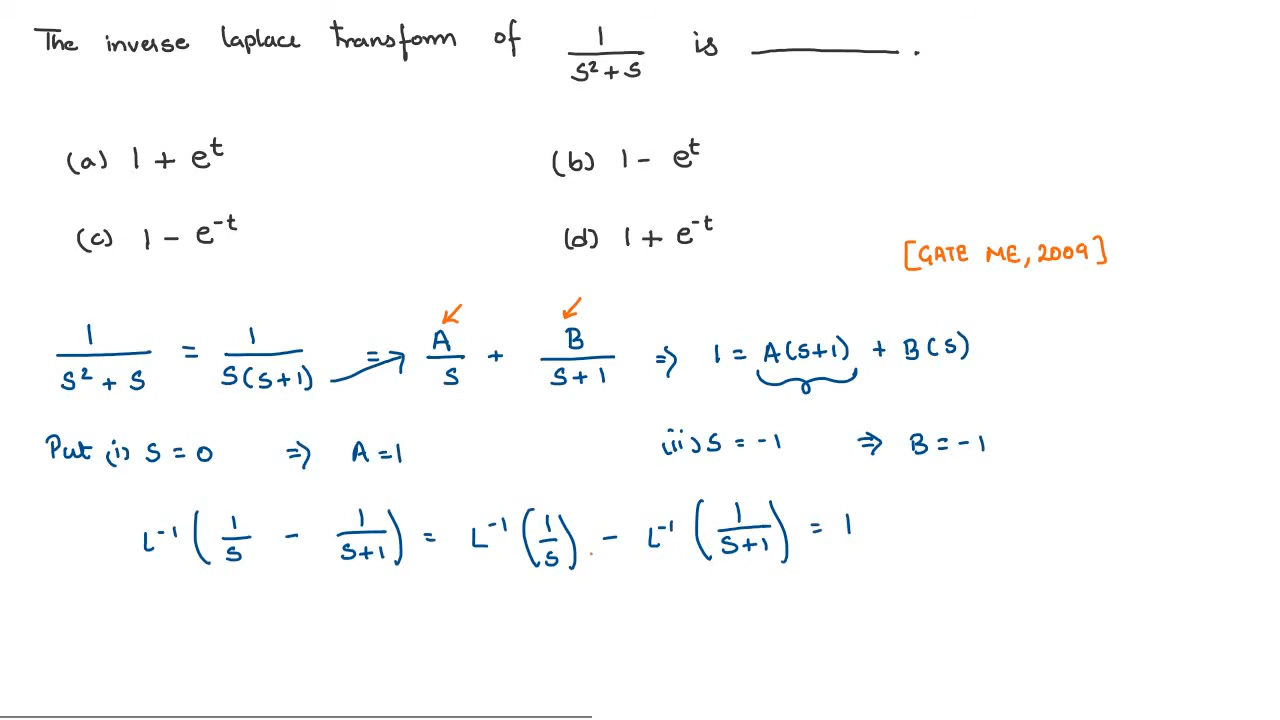 The inverse laplace transform of 1/(s² + s) is ________ .
(a) 1 + e^t (b) 1 - e^t
(c) 1 - e^-t (d) 1 + e^-t
[GATE ME, 2009]
1/(s² + s) = 1/(s(s+1)) => A/s + B/(s+1) => 1 = A(s+1) + B(s)
Put (i) s = 0 => A = 1 (ii) s = -1 => B = -1
L^-1 (1/s - 1/(s+1)) = L^-1 (1/s) - L^-1 (1/(s+1)) = 1